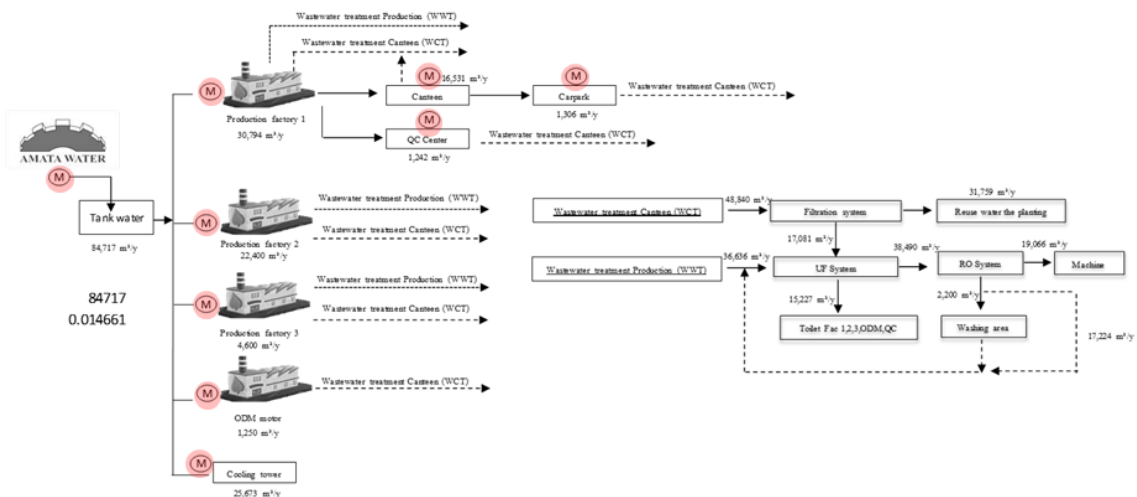 Wastewater treatment Production (WWT)
Wastewater treatment Canteen (WCT)
M
M
M
16,531 m³/y
Canteen
Carpark
Wastewater treatment Canteen (WCT)
1,306 m³/y
Production factory 1
30,794 m³/y
M
QC Center
Wastewater treatment Canteen (WCT)
1,242 m³/y
AMATA WATER
M
Tank water
84,717 m³/y
84717
0.014661
M
Wastewater treatment Production (WWT)
Wastewater treatment Canteen (WCT)
Production factory 2
22,400 m³/y
M
Wastewater treatment Production (WWT)
Wastewater treatment Canteen (WCT)
Production factory 3
4,600 m³/y
M
Wastewater treatment Canteen (WCT)
ODM motor
1,250 m³/y
M
Cooling tower
25,673 m³/y
Wastewater treatment Canteen (WCT)
48,840 m³/y
Filtration system
31,759 m³/y
Reuse water the planting
17,081 m³/y
Wastewater treatment Production (WWT)
36,636 m³/y
UF System
38,490 m³/y
RO System
19,066 m³/y
Machine
15,227 m³/y
2,200 m³/y
Toilet Fac 1,2,3,ODM,QC
Washing area
17,224 m³/y